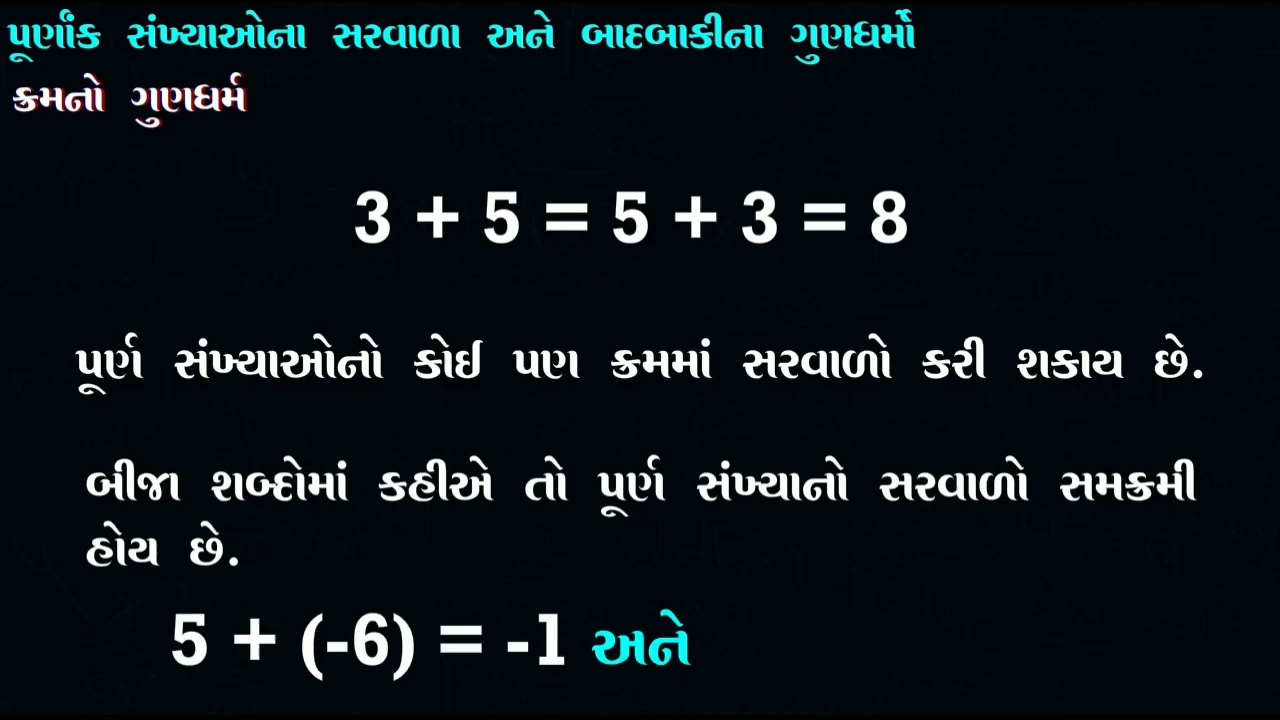 પૂર્ણાંક સંખ્યાઓના સરવાળા અને બાદબાકીના ગુણધર્મો
ક્રમનો ગુણધર્મ
3 + 5 = 5 + 3 = 8
પૂર્ણ સંખ્યાઓનો કોઈ પણ ક્રમમાં સરવાળો કરી શકાય છે.
બીજા શબ્દોમાં કહીએ તો પૂર્ણ સંખ્યાનો સરવાળો સમક્રમી
હોય છે.
5 + (-6) = -1 અને